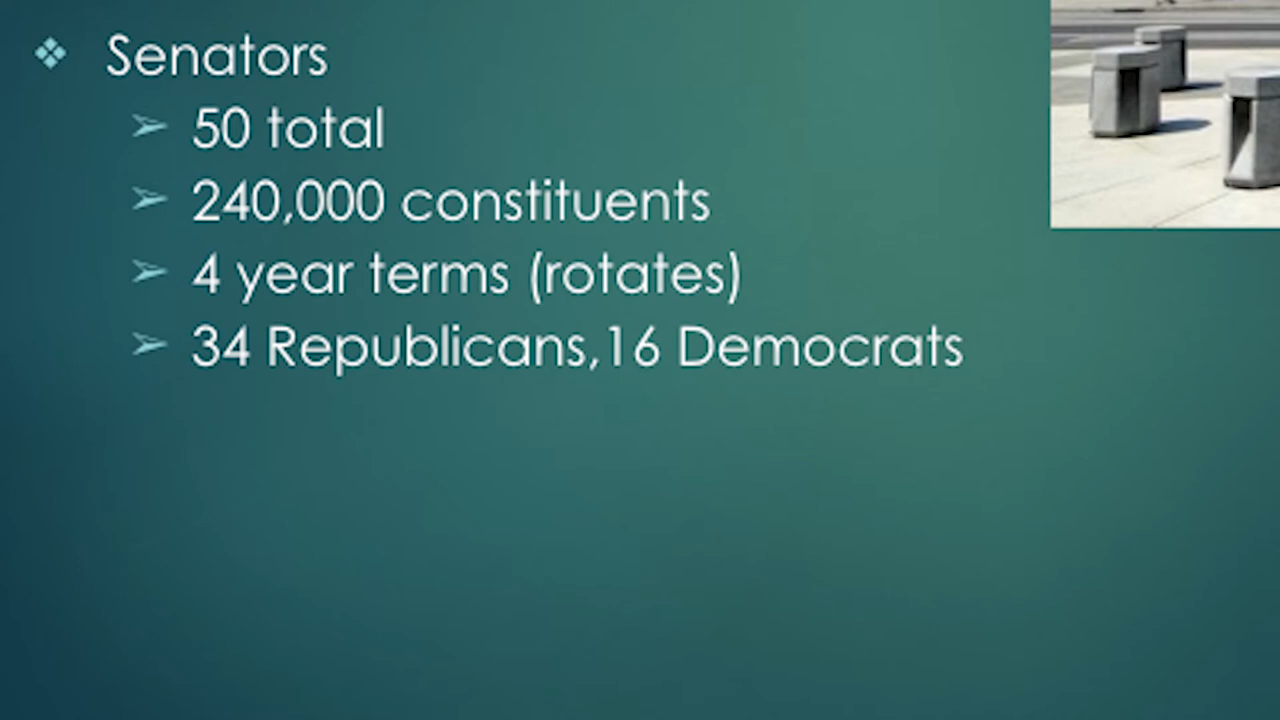 Senators
50 total
240,000 constituents
4 year terms (rotates)
34 Republicans,16 Democrats